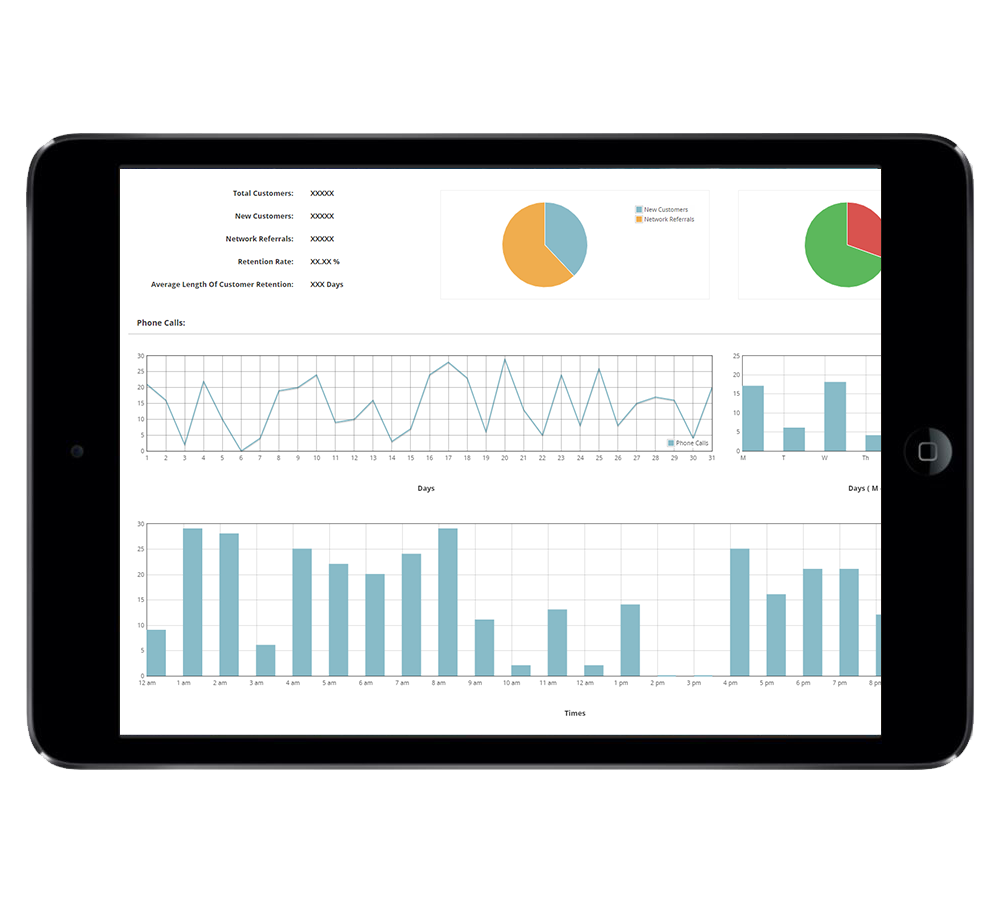 Total Customers: XXXXX
New Customers: XXXXX
Network Referrals: XXXXX
Retention Rate: XX.XX %
Average Length Of Customer Retention: XXX Days
New Customers
Network Referrals
Phone Calls:
30
25
20
15
10
5
0
1 2 3 4 5 6 7 8 9 10 11 12 13 14 15 16 17 18 19 20 21 22 23 24 25 26 27 28 29 30 31
Phone Calls
Days
25
20
15
10
5
0
M T W Th
Days ( M
30
25
20
15
10
5
0
12 am 1 am 2 am 3 am 4 am 5 am 6 am 7 am 8 am 9 am 10 am 11 am 12 am 1 pm 2 pm 3 pm 4 pm 5 pm 6 pm 7 pm 8 pm
Times